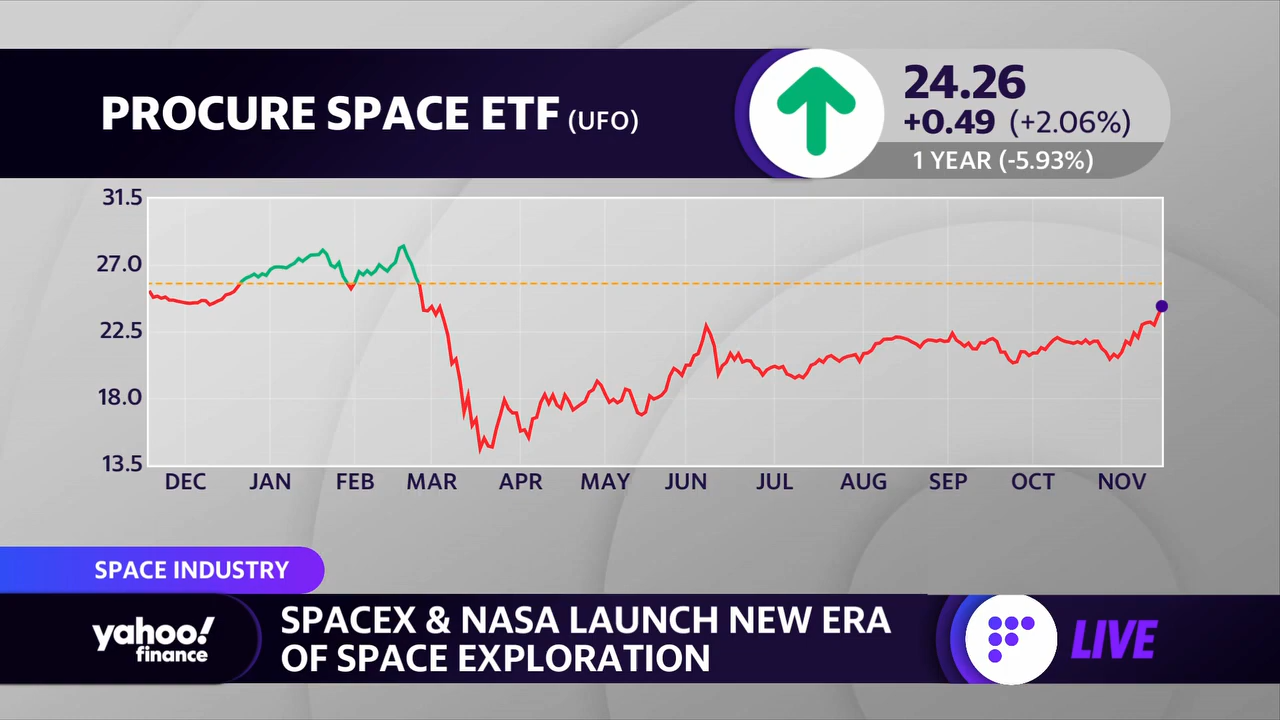 PROCURE SPACE ETF (UFO)
24.26
+0.49 (+2.06%)
1 YEAR (-5.93%)
31.5
27.0
22.5
18.0
13.5
DEC JAN FEB MAR APR MAY JUN JUL AUG SEP OCT NOV
SPACE INDUSTRY
yahoo!
finance
SPACEX & NASA LAUNCH NEW ERA
OF SPACE EXPLORATION
LIVE